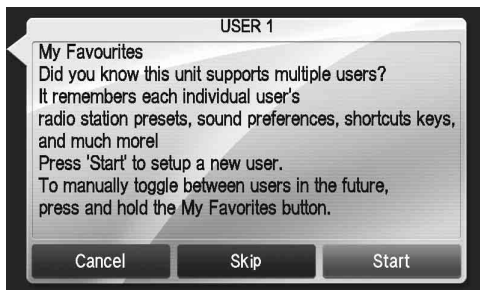 USER 1
My Favourites
Did you know this unit supports multiple users?
It remembers each individual user's
radio station presets, sound preferences, shortcuts keys,
and much more!
Press 'Start' to setup a new user.
To manually toggle between users in the future,
press and hold the My Favorites button.
Cancel
Skip
Start